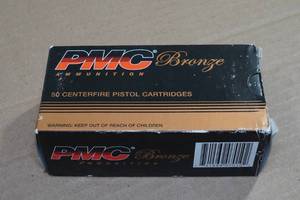 PMC® Bronze
AMMUNITION
50 CENTERFIRE PISTOL CARTRIDGES
WARNING: KEEP OUT OF REACH OF CHILDREN
PMC® Bronze